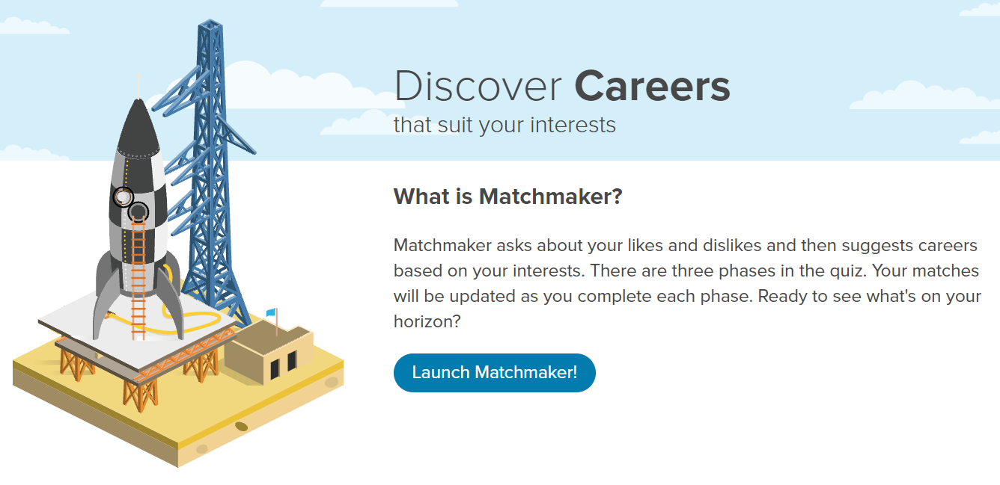 Discover Careers
that suit your interests
What is Matchmaker?
Matchmaker asks about your likes and dislikes and then suggests careers
based on your interests. There are three phases in the quiz. Your matches
will be updated as you complete each phase. Ready to see what's on your
horizon?
Launch Matchmaker!